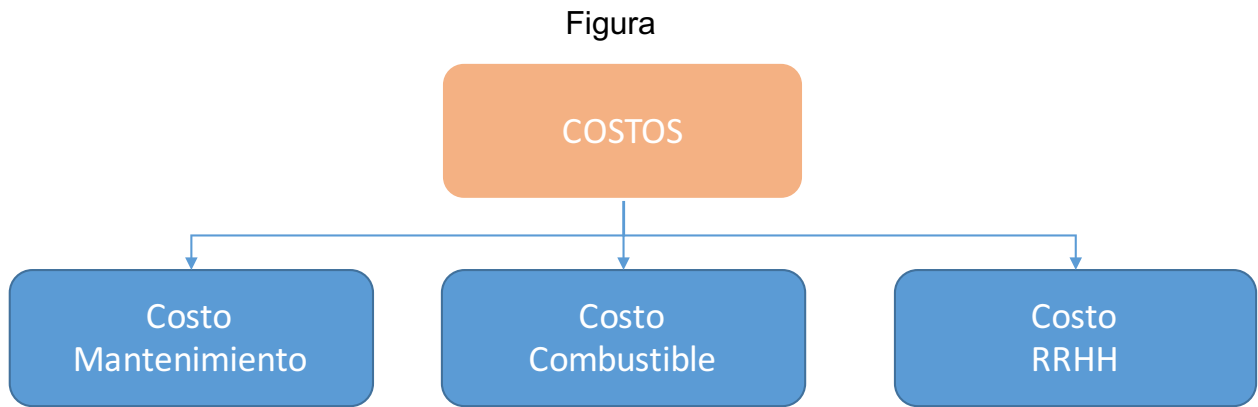 Figura
COSTOS
Costo
Mantenimiento
Costo
Combustible
Costo
RRHH